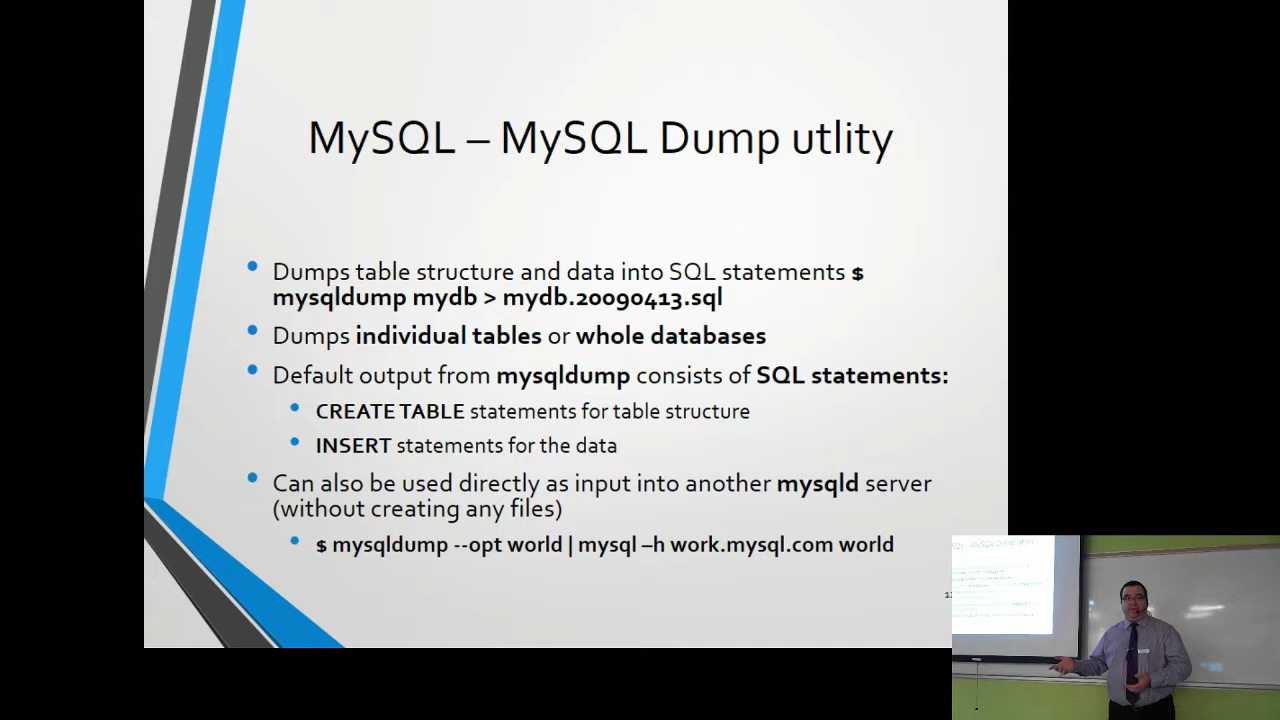 MySQL – MySQL Dump utlity
Dumps table structure and data into SQL statements $
mysqldump mydb > mydb.20090413.sql
Dumps individual tables or whole databases
Default output from mysqldump consists of SQL statements:
CREATE TABLE statements for table structure
INSERT statements for the data
Can also be used directly as input into another mysqld server
(without creating any files)
$ mysqldump --opt world | mysql –h work.mysql.com world